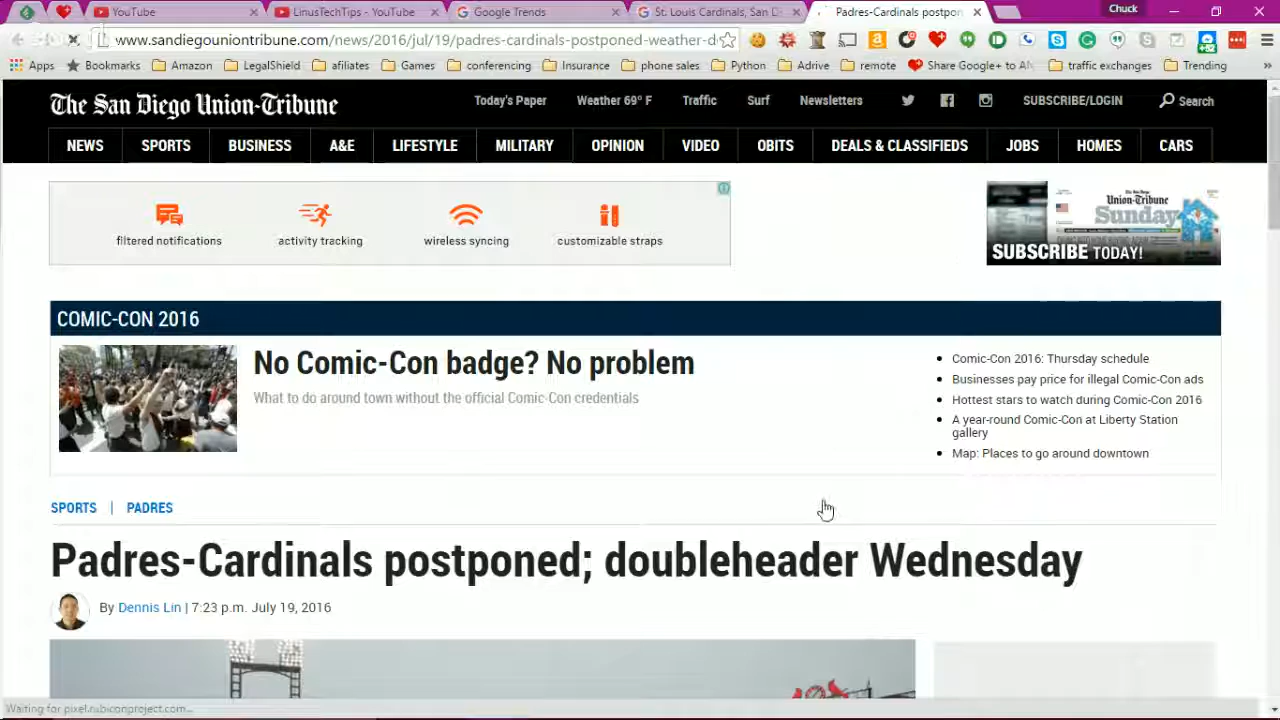 YouTube
LinusTechTips - YouTube
Google Trends
St. Louis Cardinals, San D
Padres-Cardinals postpon
Chuck
www.sandiegouniontribune.com/news/2016/jul/19/padres-cardinals-postponed-weather-d
+52
Apps Bookmarks Amazon LegalShield afiliates Games conferencing Insurance phone sales Python Adrive remote Share Google+ to AN traffic exchanges Trending »
The San Diego Union-Tribune
Today's Paper Weather 69° F Traffic Surf Newsletters SUBSCRIBE/LOGIN Search
NEWS SPORTS BUSINESS A&E LIFESTYLE MILITARY OPINION VIDEO OBITS DEALS & CLASSIFIEDS JOBS HOMES CARS
filtered notifications activity tracking wireless syncing customizable straps
Union-Tribune
Sunday
SUBSCRIBE TODAY!
COMIC-CON 2016
No Comic-Con badge? No problem
What to do around town without the official Comic-Con credentials
Comic-Con 2016: Thursday schedule
Businesses pay price for illegal Comic-Con ads
Hottest stars to watch during Comic-Con 2016
A year-round Comic-Con at Liberty Station
gallery
Map: Places to go around downtown
SPORTS | PADRES
Padres-Cardinals postponed; doubleheader Wednesday
By Dennis Lin | 7:23 p.m. July 19, 2016
Waiting for pixel.rubiconproject.com...